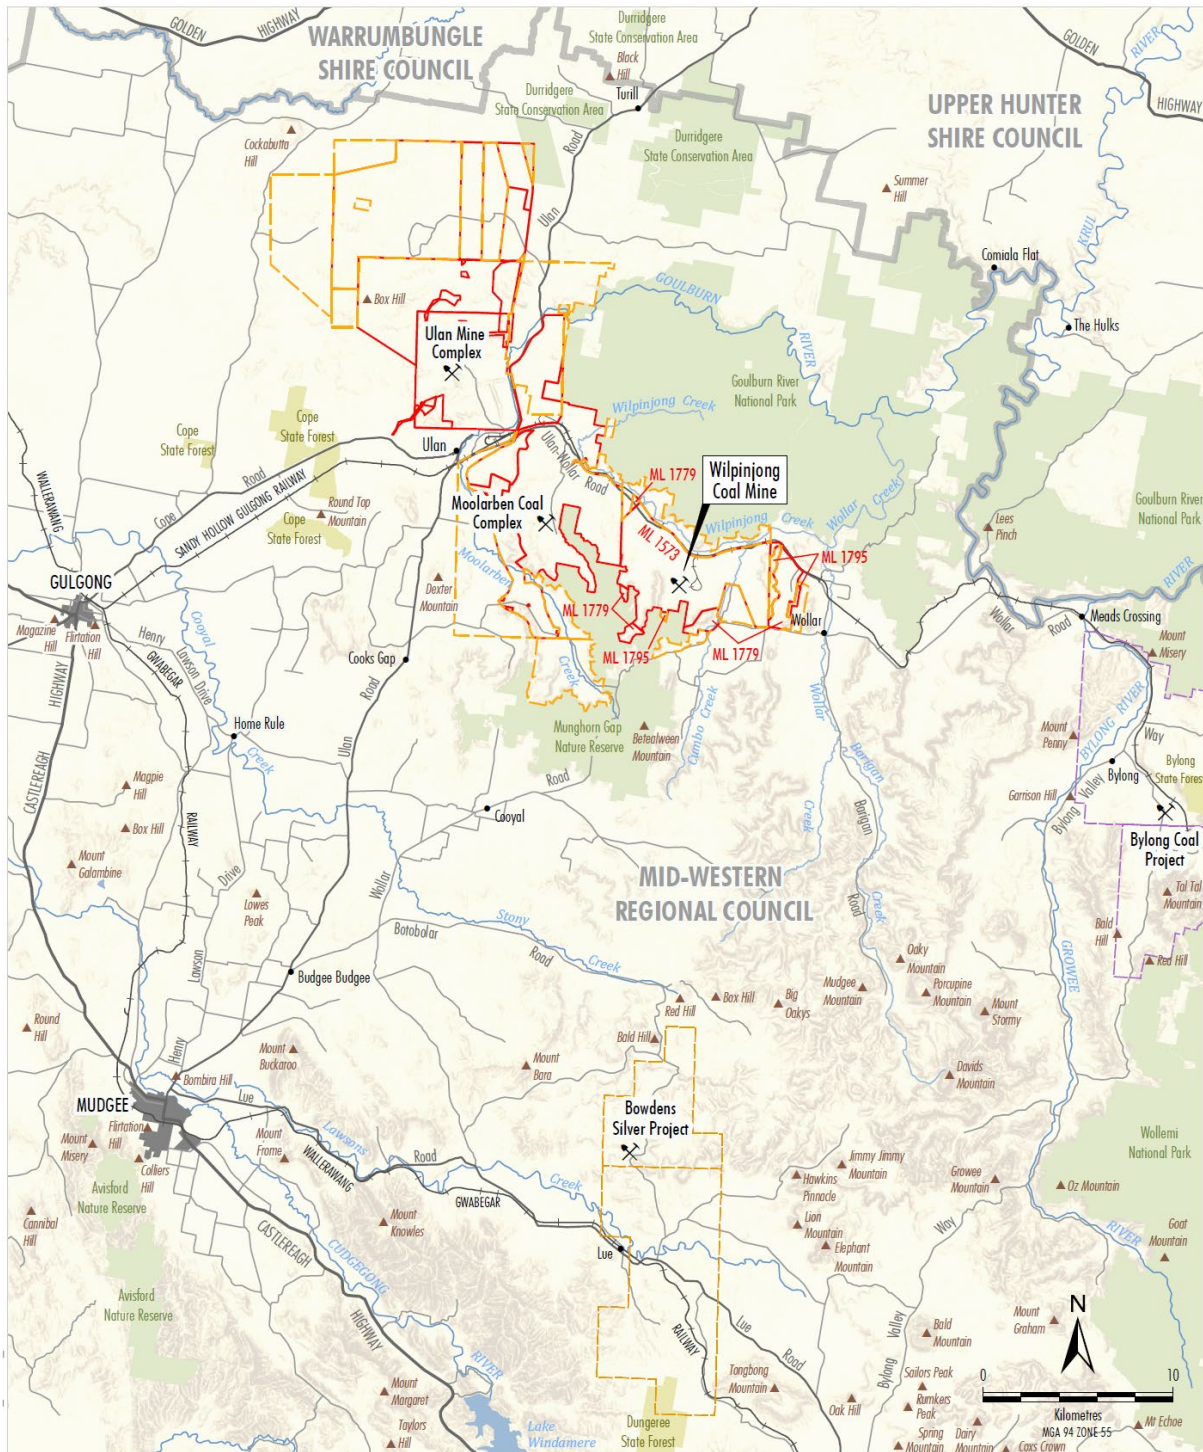 GOLDEN
HIGHWAY
WARRUMBUNGLE
SHIRE COUNCIL
Durridgere
State Conservation Area
Black
Hill
Turill
Durridgere
State Conservation Area
Durridgere
State Conservation Area
GOLDEN
HIGHWAY
RIVER
UPPER HUNTER
SHIRE COUNCIL
Cockabutta
Hill
Road
Ulan
Summer
Hill
KRUI
Comiala Flat
The Hulks
Box Hill
GOULBURN
RIVER
Ulan Mine
Complex
Goulburn River
National Park
Wilpinjong Creek
Cope
State Forest
Cope
State Forest
Ulan
Ulan-Wollar
Road
WALLERAWANG
Cope
Road
SANDY HOLLOW GULGONG RAILWAY
Round Top
Mountain
Cope
State Forest
Moolarben Coal
Complex
ML 1779
Wilpinjong
Coal Mine
Wilpinjong
Creek
Wollar
Creek
ML 1573
ML 1795
Goulburn River
National Park
Lees
Pinch
RIVER
GULGONG
Magazine
Hill
Flirtation
Hill
Henry
Lawson Drive
GWABEGAR
Cooyal
Creek
Dexter
Mountain
Moolarben
Creek
ML 1779
ML 1795
ML 1779
Wollar
Wollar
Road
Meads Crossing
Mount
Misery
Cooks Gap
HIGHWAY
CASTLEREAGH
Home Rule
Road
Ulan
Munghorn Gap
Nature Reserve
Betealween
Mountain
Cumbo Creek
Wollar
Creek
Barigan
Creek
Barigan
Road
Mount
Penny
BYLONG RIVER
Way
Bylong
Bylong
State Forest
Garrison Hill
Bylong
Valley
Bylong Coal
Project
Magpie
Hill
Box Hill
RAILWAY
Mount
Galambine
Drive
Lowes
Peak
Cooyal
Road
Wollar
MID-WESTERN
REGIONAL COUNCIL
Tal Tal
Mountain
Bald
Hill
Red Hill
GROWEE
Lawson
Botobolar
Road
Stony
Creek
Budgee Budgee
Oaky
Mountain
Mudgee
Mountain
Porcupine
Mountain
Mount
Stormy
Big
Oakys
Box Hill
Red Hill
Bald Hill
Round
Hill
Henry
Mount
Buckaroo
Mount
Bara
Davids
Mountain
Bombira Hill
MUDGEE
Lue
Flirtation
Hill
Mount
Misery
Colliers
Hill
Mount
Frome
Lawsons
Creek
WALLERAWANG
Road
GWABEGAR
Bowdens
Silver Project
Wollemi
National Park
Jimmy Jimmy
Mountain
Hawkins
Pinnacle
Growee
Mountain
Oz Mountain
Avisford
Nature Reserve
Cannibal
Hill
Mount
Knowles
CASTLEREAGH
CUDGEGONG
Lion
Mountain
Elephant
Mountain
Way
RIVER
Goat
Mountain
Lue
Avisford
Nature Reserve
HIGHWAY
RIVER
RAILWAY
Lue
Road
Valley
Bylong
Bald
Mountain
Mount
Graham
N
0
10
Kilometres
MGA 94 ZONE 55
Mount
Margaret
Taylors
Hill
Lake
Windamere
Dungeree
State Forest
Tongbong
Mountain
Oak Hill
Sailors Peak
Rumkers
Peak
Spring
Mountain
Dairy
Mountain
Coxs Crown
Mt Echoe